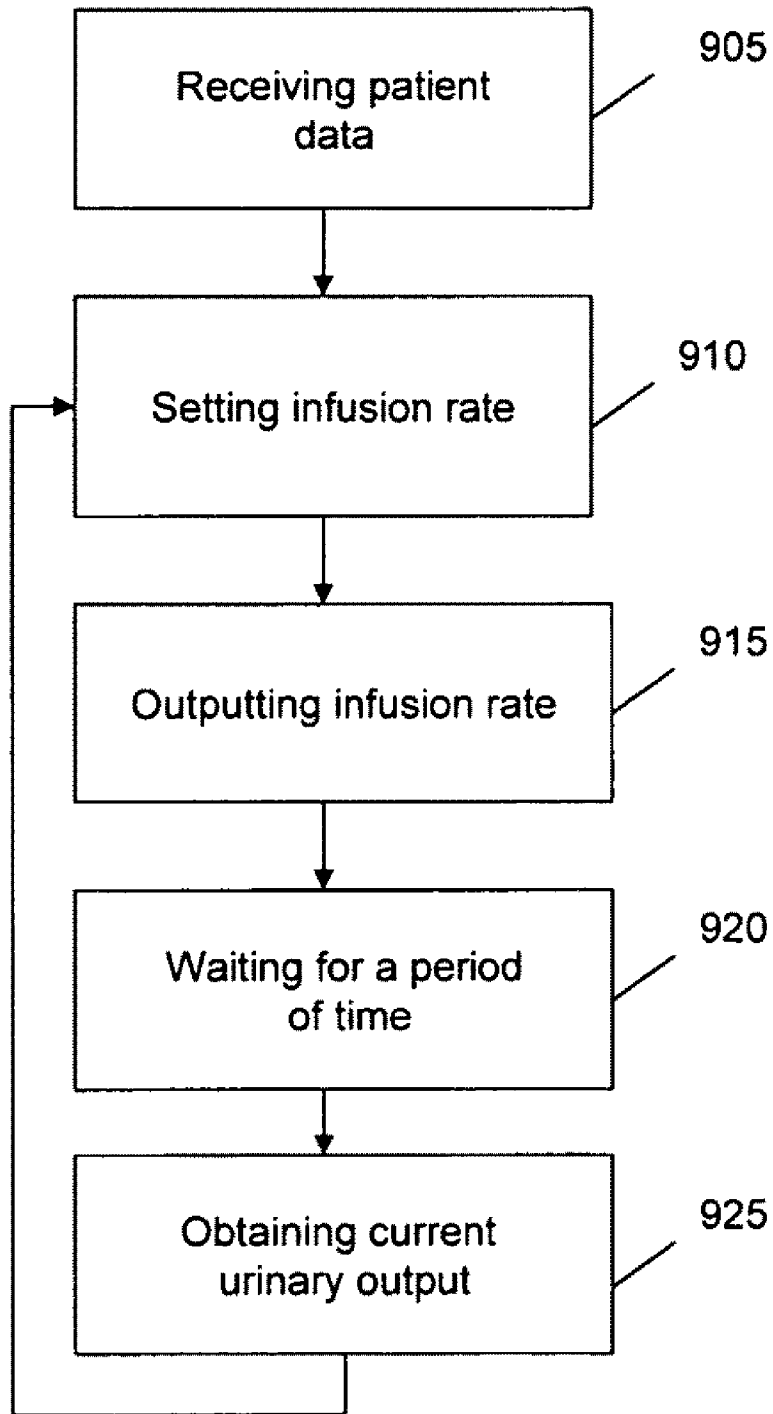 905
Receiving patient
data
910
Setting infusion rate
915
Outputting infusion rate
920
Waiting for a period
of time
925
Obtaining current
urinary output